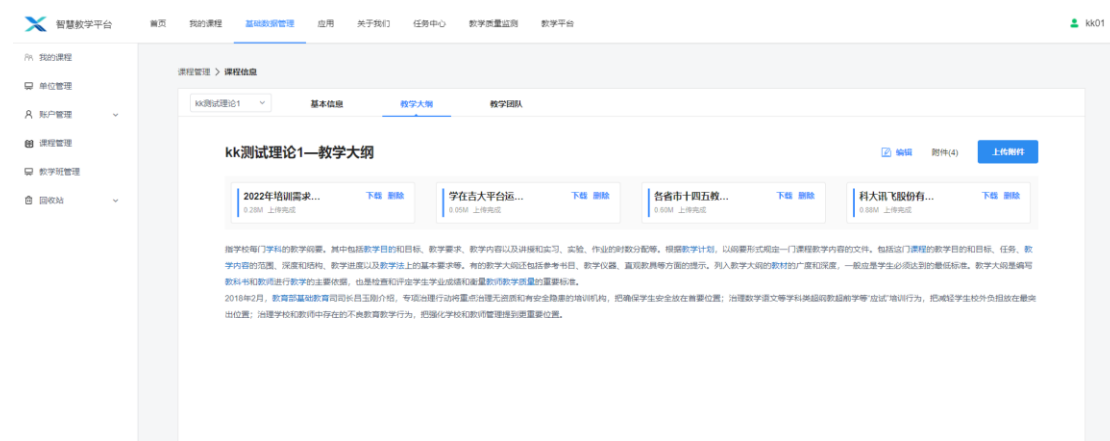 智慧教学平台 首页 我的课程 基础数据管理 应用 关于我们 任务中心 教学质量监测 教学平台 kk01
我的课程
单位管理
账户管理
课程管理
教学班管理
回收站
课程管理 > 课程信息
kk测试理论1 基本信息 教学大纲 教学团队
kk测试理论1—教学大纲 编辑 附件(4) 上传附件
2022年培训需求... 下载 删除 学在吉大平台运... 下载 删除 各省市十四五教... 下载 删除 科大讯飞股份有... 下载 删除
0.28M 上传完成 9.05M 上传完成 0.60M 上传完成 0.88M 上传完成
指学校每门学科的教学纲要。其中包括教学目的和目标、教学要求、教学内容以及讲授和实习、实验、作业的时数分配等。根据教学计划，以纲要形式规定一门课程教学内容的文件。包括这门课程的教学目的和目标、任务、教
学内容的范围、深度和结构、教学进度以及教学法上的基本要求等。有的教学大纲还包括参考书目、教学仪器、直观教具等方面的提示。列入教学大纲的教材的广度和深度，一般应是学生必须达到的最低标准。教学大纲是编写
教科书和教师进行教学的主要依据，也是检查和评定学生学业成绩和衡量教师教学质量的重要标准。
2018年2月，教育部基础教育司司长吕玉刚介绍，专项治理行动将重点治理无资质和有安全隐患的培训机构，把确保学生安全放在首要位置；治理数学语文等学科类超纲教超前学等“应试”培训行为，把减轻学生校外负担放在最突
出位置；治理学校和教师中存在的不良教育教学行为，把强化学校和教师管理提到更重要位置。